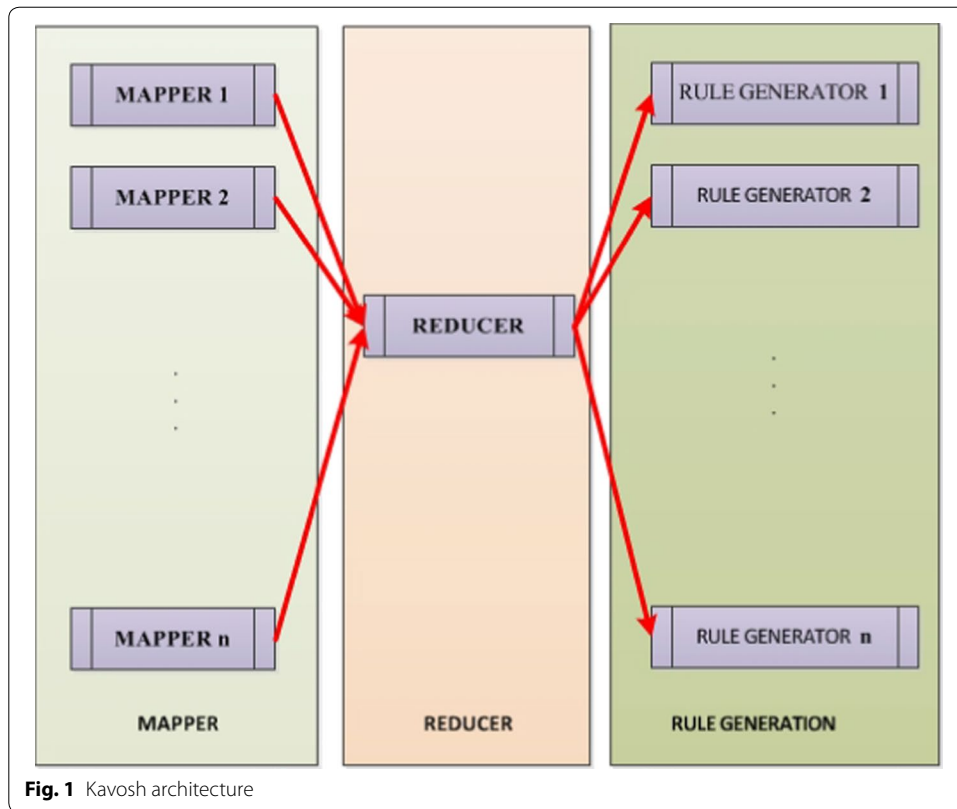 MAPPER 1
MAPPER 2
.
.
.
MAPPER n
MAPPER
REDUCER
REDUCER
RULE GENERATOR 1
RULE GENERATOR 2
.
.
.
RULE GENERATOR n
RULE GENERATION
Fig. 1 Kavosh architecture